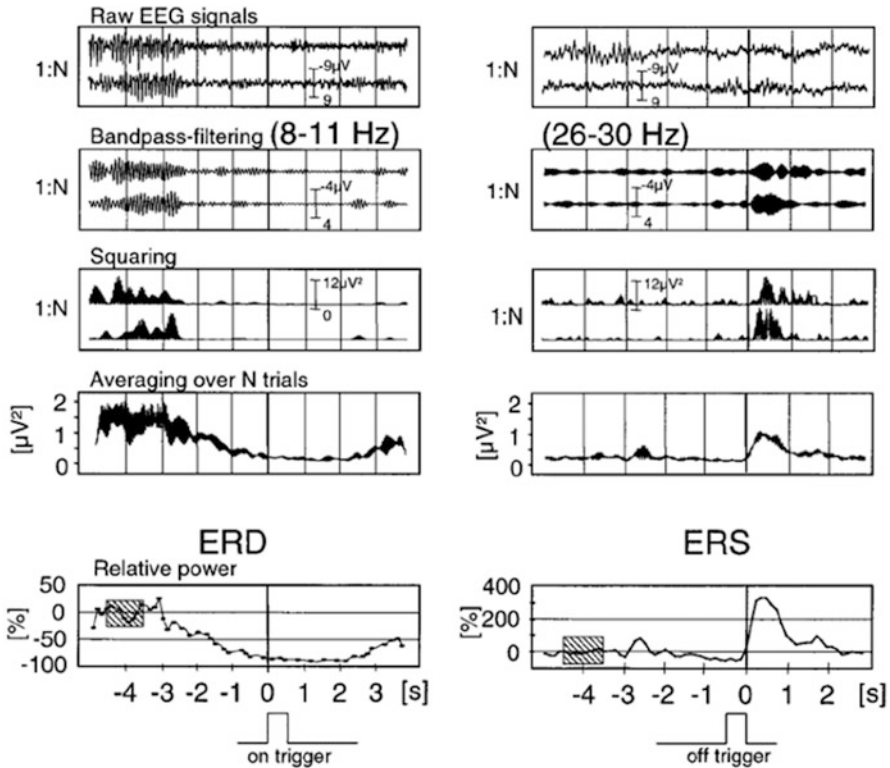 Raw EEG signals
1:N
-9µV
9
1:N
-9µV
9
Bandpass-filtering (8-11 Hz)
(26-30 Hz)
1:N
-4µV
4
1:N
-4µV
4
Squaring
1:N
12µV²
0
1:N
12µV²
Averaging over N trials
[µV²]
2
1
0
[µV²]
2
1
0
ERD
ERS
Relative power
[%]
50
0
-50
-100
-4 -3 -2 -1 0 1 2 3 [s]
on trigger
[%]
400
200
0
-4 -3 -2 -1 0 1 2 [s]
off trigger